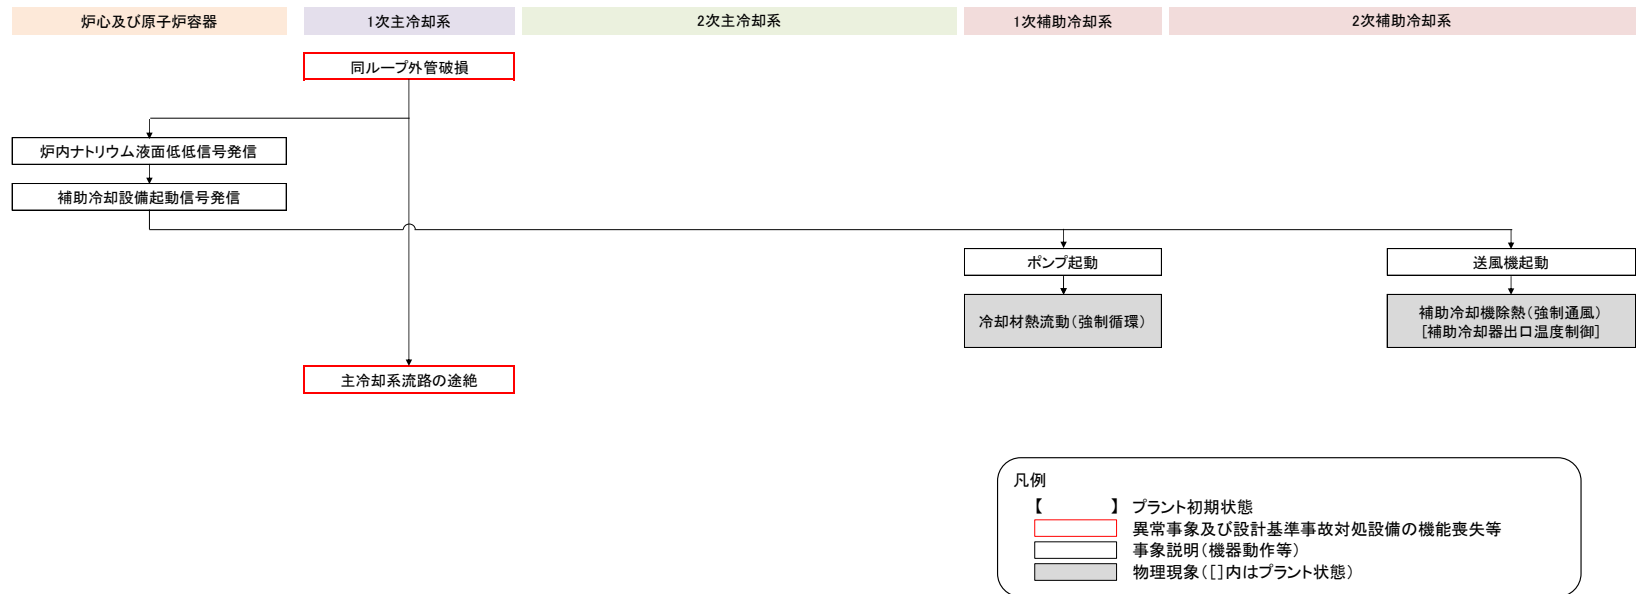 炉心及び原子炉容器
1次主冷却系
2次主冷却系
1次補助冷却系
2次補助冷却系
同ループ外管破損
炉内ナトリウム液面低低信号発信
補助冷却設備起動信号発信
ポンプ起動
送風機起動
冷却材熱流動(強制循環)
補助冷却機除熱(強制通風)
[補助冷却器出口温度制御]
主冷却系流路の途絶
凡例
【 】 プラント初期状態
異常事象及び設計基準事故対処設備の機能喪失等
事象説明(機器動作等)
物理現象([]内はプラント状態)